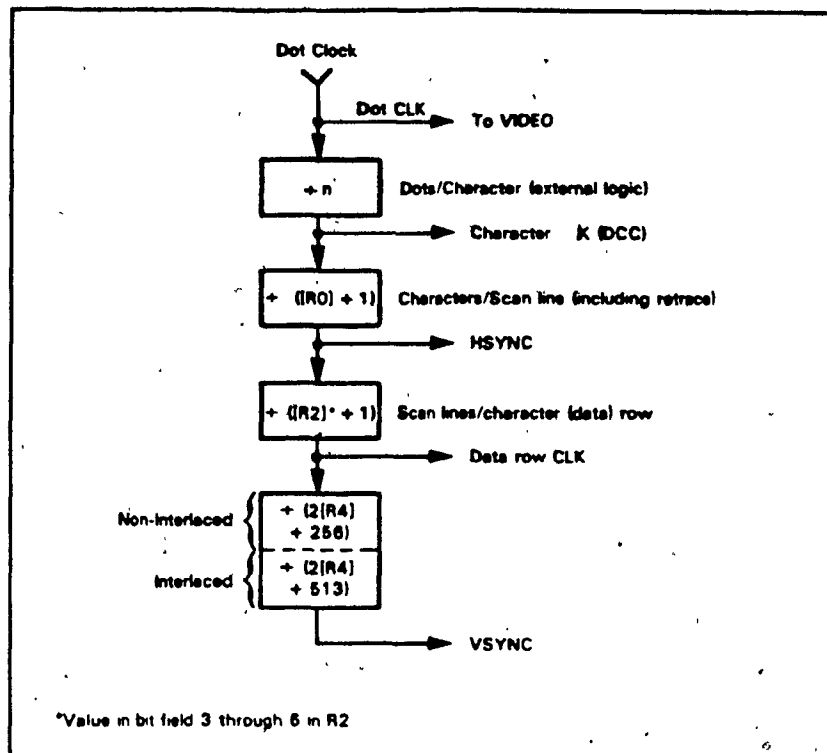 Dot Clock
Dot CLK
To VIDEO
÷ n
Dots/Character (external logic)
Character K (DCC)
÷ ([R0] + 1)
Characters/Scan line (including retrace)
HSYNC
÷ ([R2]* + 1)
Scan lines/character (data) row
Data row CLK
Non-Interlaced
÷ (2[R4]
+ 256)
Interlaced
÷ (2[R4]
+ 513)
VSYNC
*Value in bit field 3 through 6 in R2